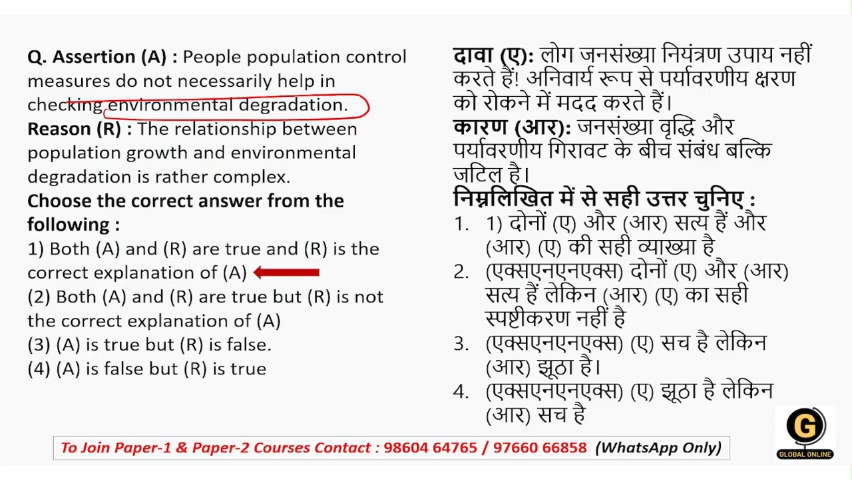 Q. Assertion (A) : People population control
measures do not necessarily help in
checking environmental degradation.
Reason (R) : The relationship between
population growth and environmental
degradation is rather complex.
Choose the correct answer from the
following :
1) Both (A) and (R) are true and (R) is the
correct explanation of (A)
(2) Both (A) and (R) are true but (R) is not
the correct explanation of (A)
(3) (A) is true but (R) is false.
(4) (A) is false but (R) is true
दावा (ए): लोग जनसंख्या नियंत्रण उपाय नहीं
करते हैं! अनिवार्य रूप से पर्यावरणीय क्षरण
को रोकने में मदद करते हैं।
कारण (आर): जनसंख्या वृद्धि और
पर्यावरणीय गिरावट के बीच संबंध बल्कि
जटिल है।
निम्नलिखित में से सही उत्तर चुनिए :
1. 1) दोनों (ए) और (आर) सत्य हैं और
(आर) (ए) की सही व्याख्या है
2. (एक्सएनएनएक्स) दोनों (ए) और (आर)
सत्य हैं लेकिन (आर) (ए) का सही
स्पष्टीकरण नहीं है
3. (एक्सएनएनएक्स) (ए) सच है लेकिन
(आर) झूठा है।
4. (एक्सएनएनएक्स) (ए) झूठा है लेकिन
(आर) सच है
G
GLOBAL ONLINE
To Join Paper-1 & Paper-2 Courses Contact : 98604 64765 / 97660 66858 (WhatsApp Only)